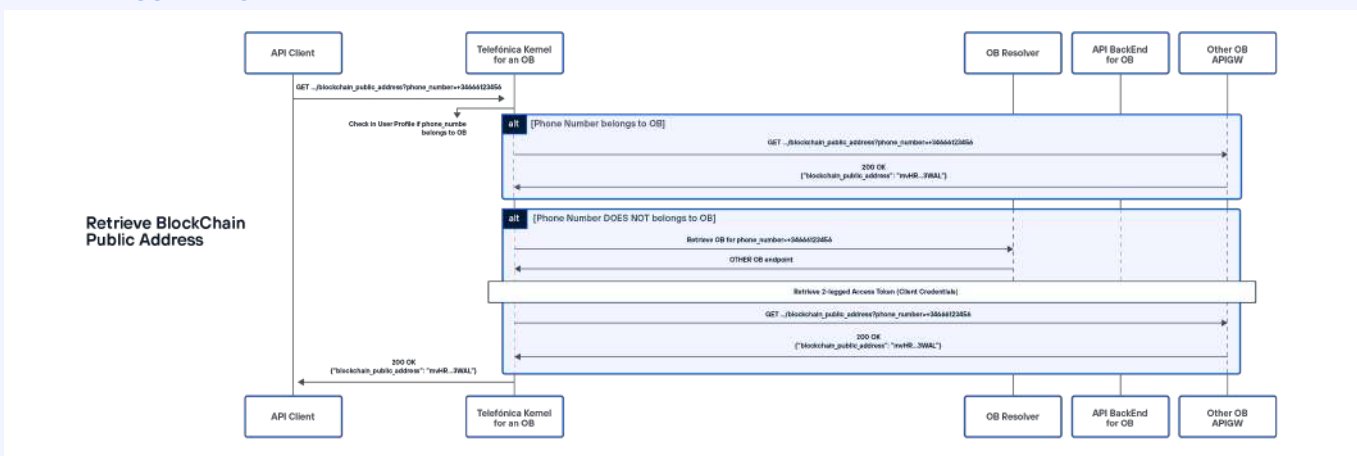 API Client
Telefónica Kernel
for an OB
OB Resolver
API BackEnd
for OB
Other OB
APIGW
GET .../blockchain_public_address?phone_number=+34666123456
Check in User Profile if phone_numbe
belongs to OB
alt
[Phone Number belongs to OB]
GET .../blockchain_public_address?phone_number=+34666123456
200 OK
{"blockchain_public_address": "mvHR...3WAL"}
Retrieve BlockChain
Public Address
alt
[Phone Number DOES NOT belongs to OB]
Retrieve OB for phone_number=+34666123456
OTHER OB endpoint
Retrieve 2-legged Access Token (Client Credentials)
GET .../blockchain_public_address?phone_number=+34666123456
200 OK
{"blockchain_public_address": "mvHR...3WAL"}
200 OK
{"blockchain_public_address": "mvHR...3WAL"}
API Client
Telefónica Kernel
for an OB
OB Resolver
API BackEnd
for OB
Other OB
APIGW